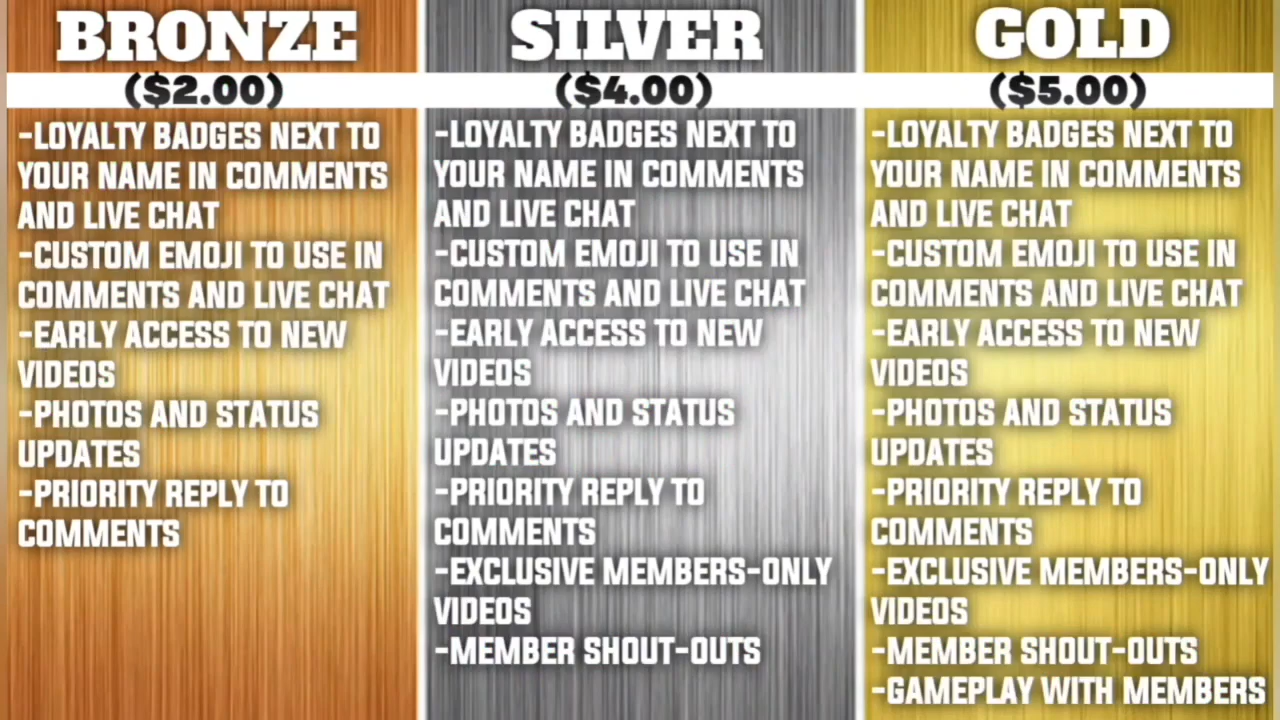 BRONZE
($2.00)
-LOYALTY BADGES NEXT TO
YOUR NAME IN COMMENTS
AND LIVE CHAT
-CUSTOM EMOJI TO USE IN
COMMENTS AND LIVE CHAT
-EARLY ACCESS TO NEW
VIDEOS
-PHOTOS AND STATUS
UPDATES
-PRIORITY REPLY TO
COMMENTS
SILVER
($4.00)
-LOYALTY BADGES NEXT TO
YOUR NAME IN COMMENTS
AND LIVE CHAT
-CUSTOM EMOJI TO USE IN
COMMENTS AND LIVE CHAT
-EARLY ACCESS TO NEW
VIDEOS
-PHOTOS AND STATUS
UPDATES
-PRIORITY REPLY TO
COMMENTS
-EXCLUSIVE MEMBERS-ONLY
VIDEOS
-MEMBER SHOUT-OUTS
GOLD
($5.00)
-LOYALTY BADGES NEXT TO
YOUR NAME IN COMMENTS
AND LIVE CHAT
-CUSTOM EMOJI TO USE IN
COMMENTS AND LIVE CHAT
-EARLY ACCESS TO NEW
VIDEOS
-PHOTOS AND STATUS
UPDATES
-PRIORITY REPLY TO
COMMENTS
-EXCLUSIVE MEMBERS-ONLY
VIDEOS
-MEMBER SHOUT-OUTS
-GAMEPLAY WITH MEMBERS